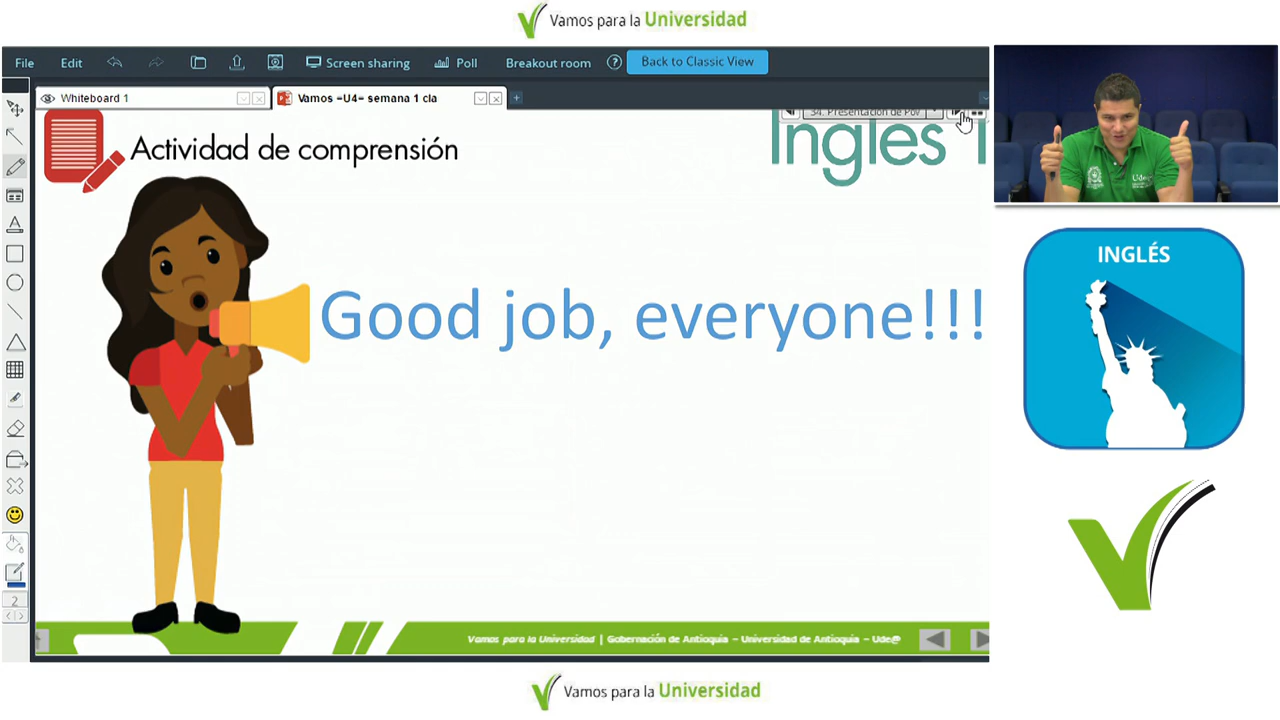 Vamos para la Universidad
File Edit Screen sharing Poll Breakout room ? Back to Classic View
Whiteboard 1 Vamos =U4= semana 1 cla
34. Presentación de Pov
Actividad de comprensión
Ingles
Good job, everyone!!!
INGLÉS
2
Vamos para la Universidad | Gobernación de Antioquia – Universidad de Antioquia – Ude@
Vamos para la Universidad